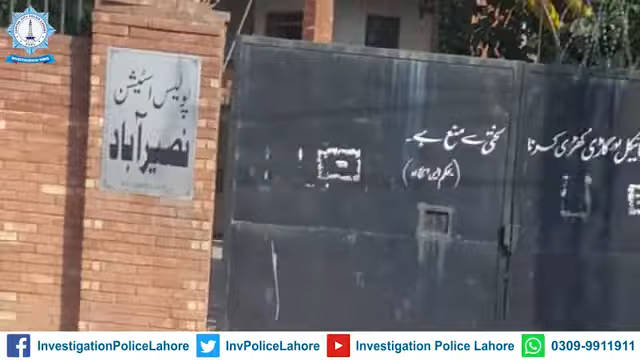 پولیس اسٹیشن
نصیرآباد
گاڑی کھڑی کرنا
سختی سے منع ہے۔
InvestigationPoliceLahore
InvPoliceLahore
Investigation Police Lahore
0309-9911911